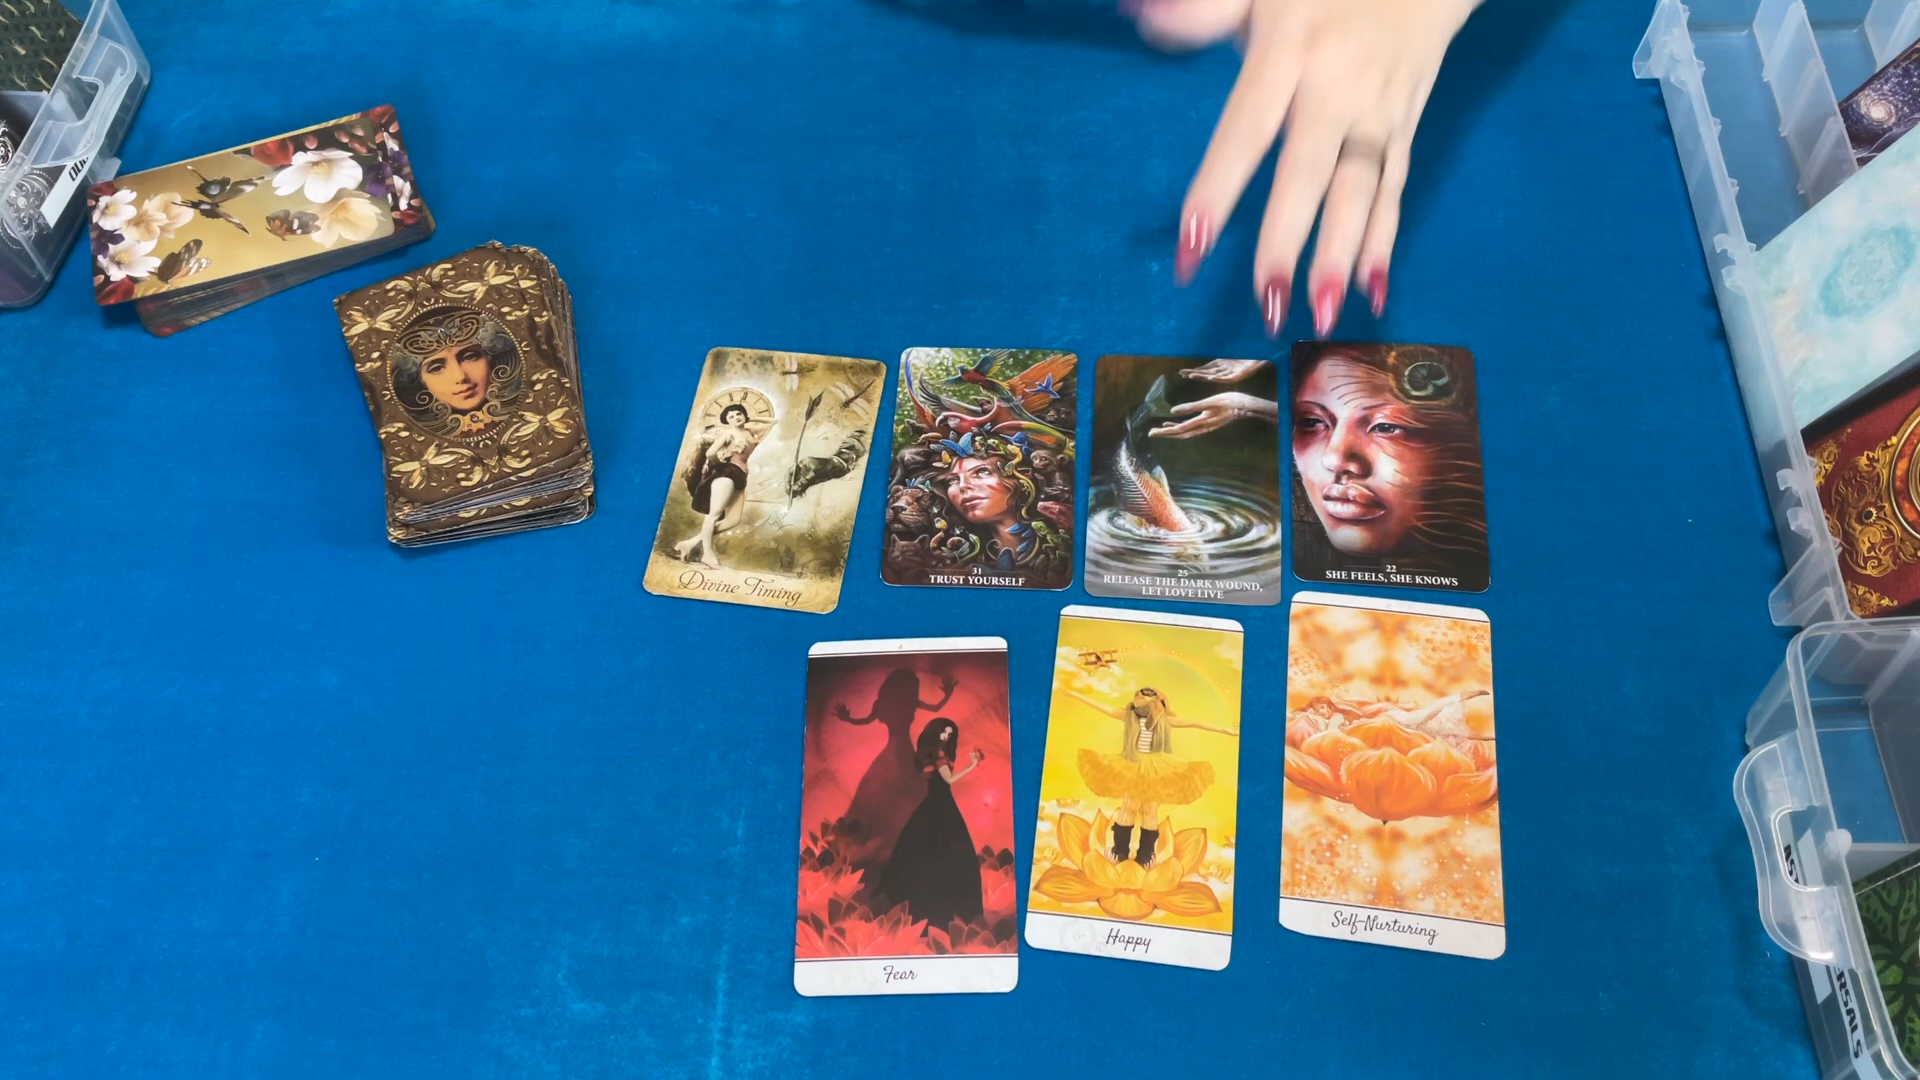 Divine Timing
31
TRUST YOURSELF
25
RELEASE THE DARK WOUND,
LET LOVE LIVE
22
SHE FEELS, SHE KNOWS
Fear
Happy
Self-Nurturing
ERSALS